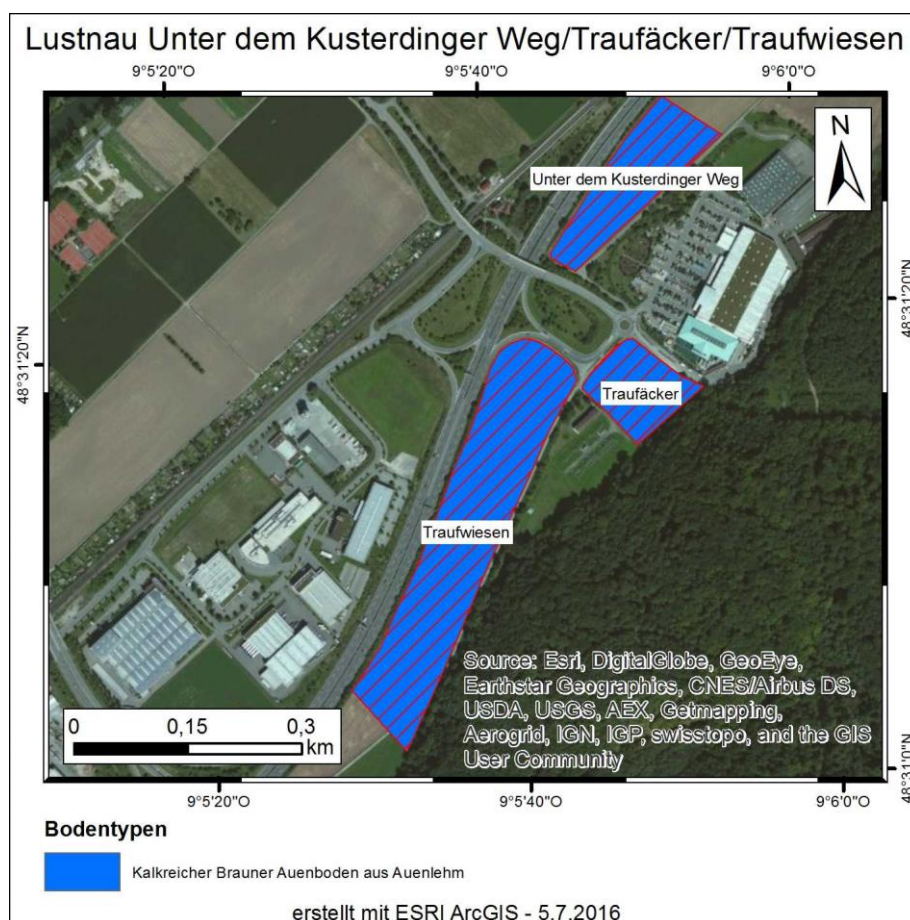 Lustnau Unter dem Kusterdinger Weg/Traufäcker/Traufwiesen
9°5'20"O
9°5'40"O
9°6'0"O
N
Unter dem Kusterdinger Weg
48°31'20"N
48°31'20"N
Traufäcker
Traufwiesen
Source: Esri, DigitalGlobe, GeoEye,
Earthstar Geographics, CNES/Airbus DS,
USDA, USGS, AEX, Getmapping,
Aerogrid, IGN, IGP, swisstopo, and the GIS
User Community
0 0,15 0,3
km
48°31'0"N
9°5'20"O
9°5'40"O
9°6'0"O
Bodentypen
Kalkreicher Brauner Auenboden aus Auenlehm
erstellt mit ESRI ArcGIS - 5.7.2016